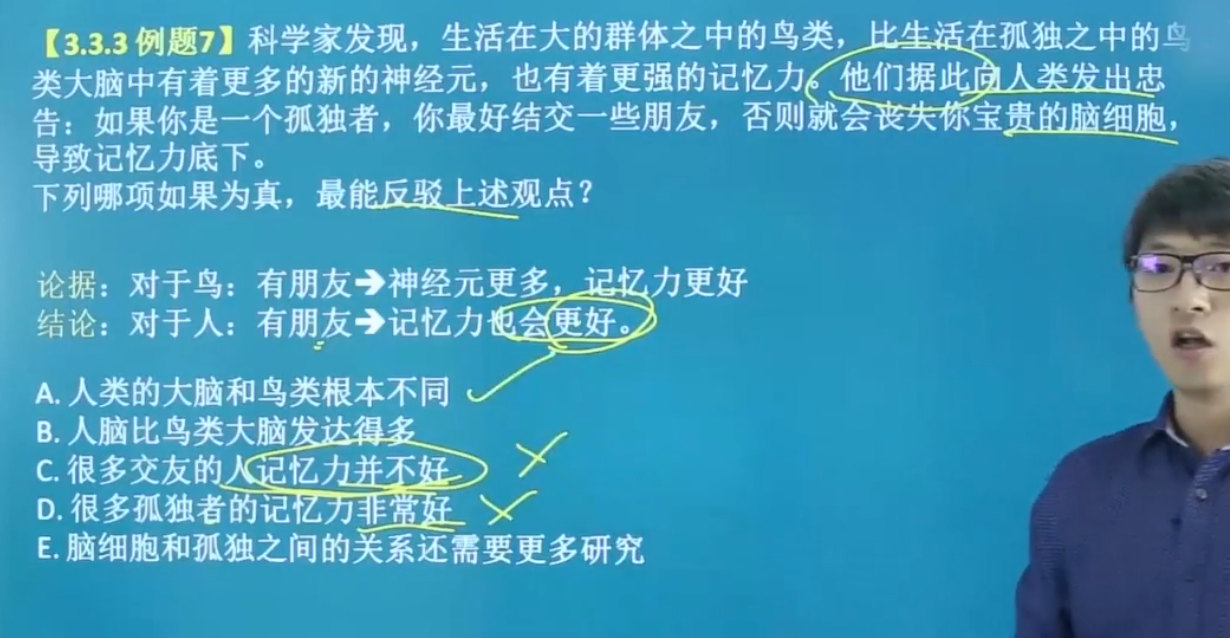 【3.3.3 例题7】科学家发现，生活在大的群体之中的鸟类，比生活在孤独之中的鸟
类大脑中有着更多的新的神经元，也有着更强的记忆力。他们据此向人类发出忠
告：如果你是一个孤独者，你最好结交一些朋友，否则就会丧失你宝贵的脑细胞，
导致记忆力底下。
下列哪项如果为真，最能反驳上述观点？
论据：对于鸟：有朋友➔神经元更多，记忆力更好
结论：对于人：有朋友➔记忆力也会更好。
A. 人类的大脑和鸟类根本不同
B. 人脑比鸟类大脑发达得多
C. 很多交友的人记忆力并不好
D. 很多孤独者的记忆力非常好
E. 脑细胞和孤独之间的关系还需要更多研究